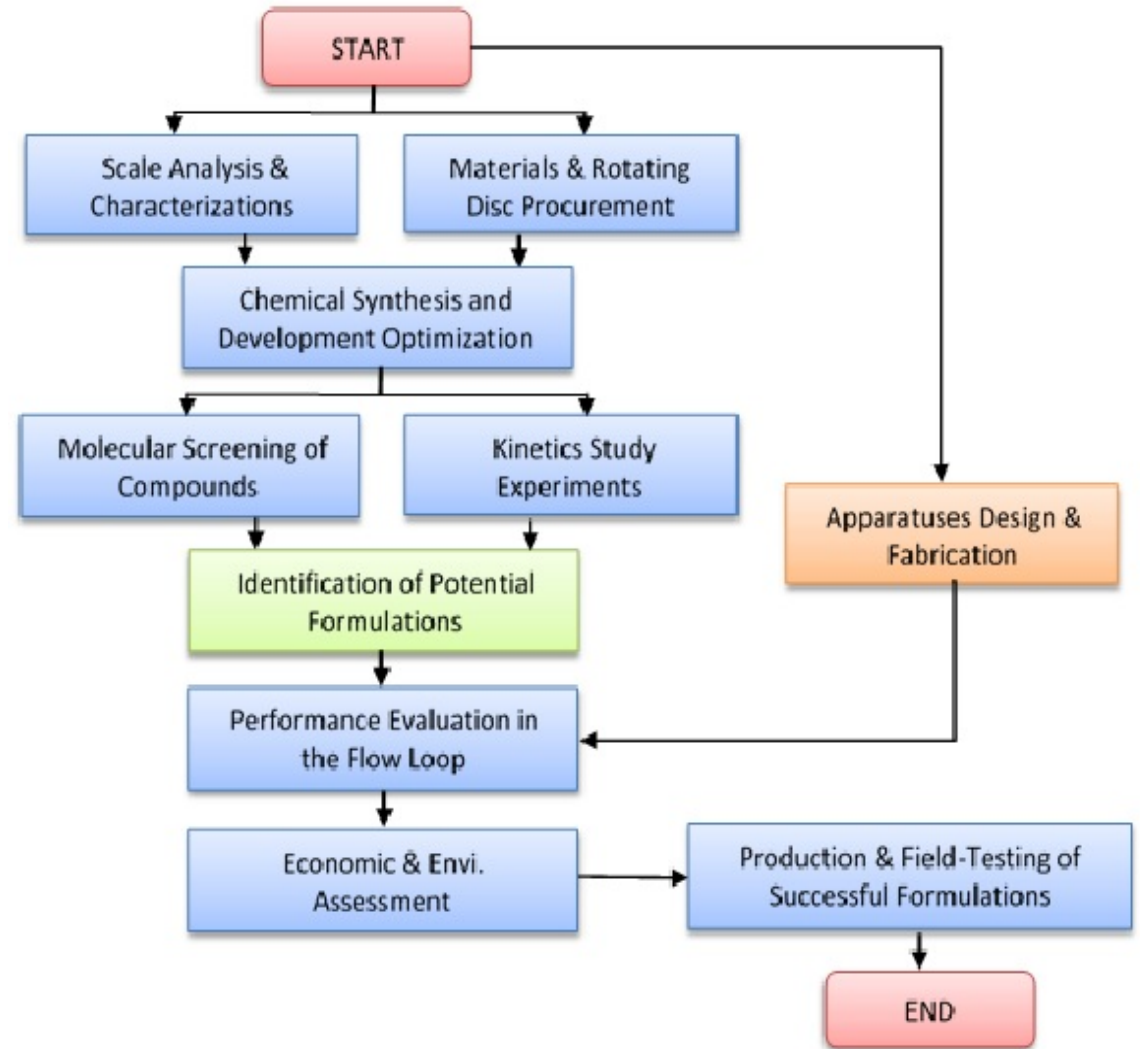 START
Scale Analysis &
Characterizations
Materials & Rotating
Disc Procurement
Chemical Synthesis and
Development Optimization
Molecular Screening of
Compounds
Kinetics Study
Experiments
Apparatuses Design &
Fabrication
Identification of Potential
Formulations
Performance Evaluation in
the Flow Loop
Economic & Envi.
Assessment
Production & Field-Testing of
Successful Formulations
END